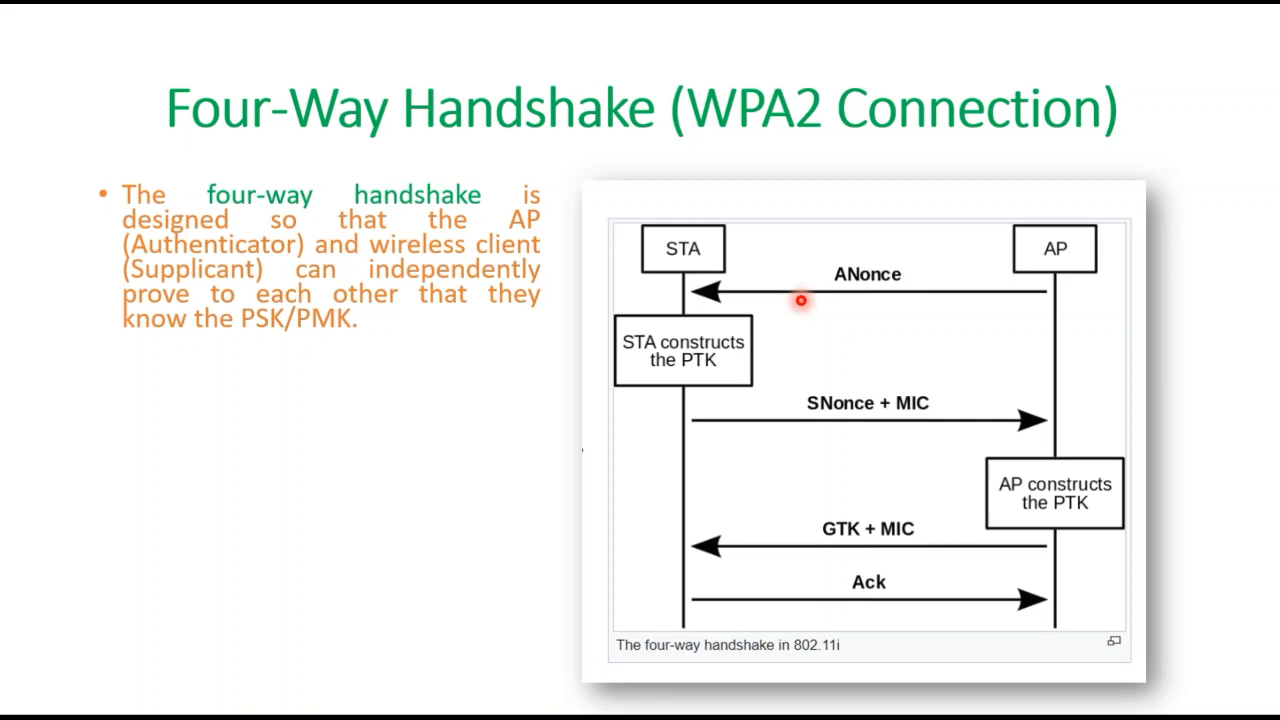 Four-Way Handshake (WPA2 Connection)
• The four-way handshake is
designed so that the AP
(Authenticator) and wireless client
(Supplicant) can independently
prove to each other that they
know the PSK/PMK.
STA
AP
ANonce
STA constructs
the PTK
SNonce + MIC
AP constructs
the PTK
GTK + MIC
Ack
The four-way handshake in 802.11i